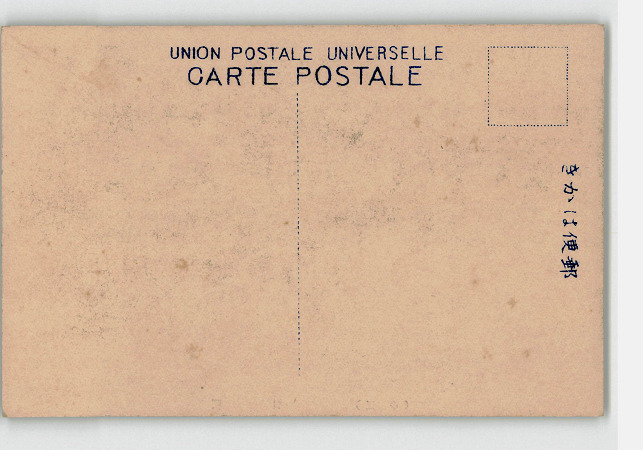 UNION POSTALE UNIVERSELLE
CARTE POSTALE
きかは便郵